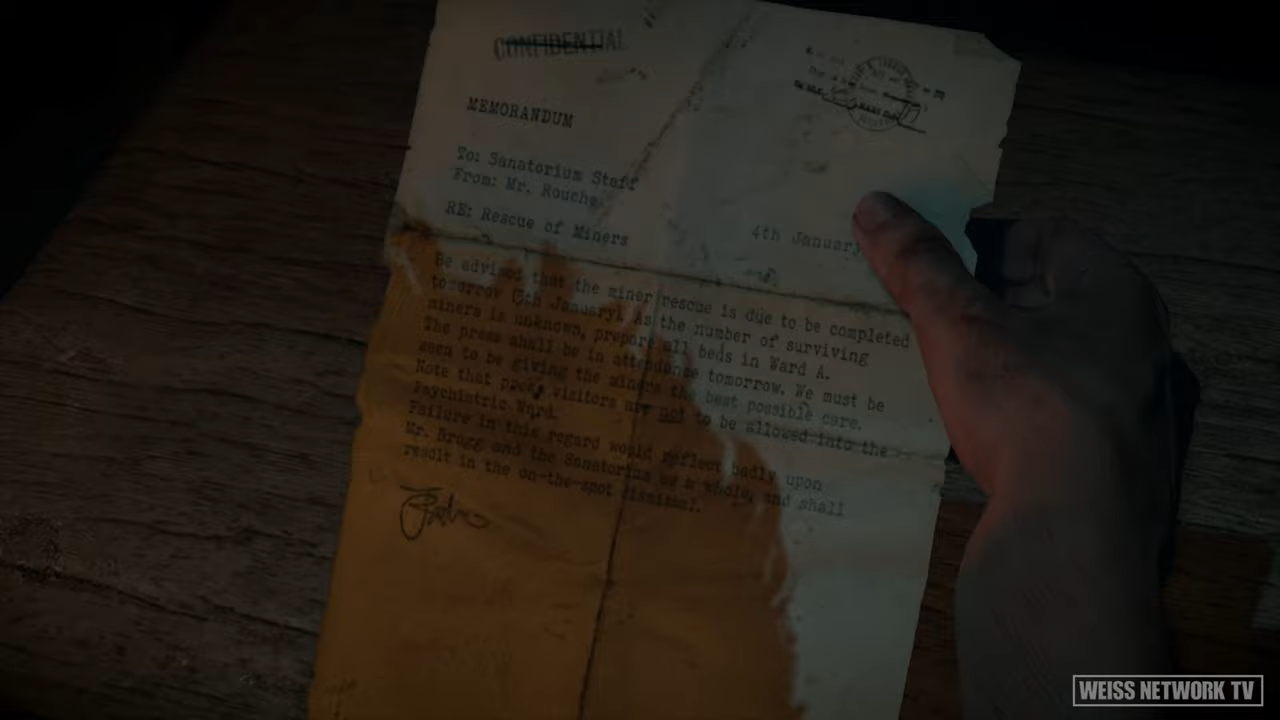 CONFIDENTIAL
MEMORANDUM
To: Sanatorium Staff
From: Mr. Rouche
RE: Rescue of Miners
4th January
Be advised that the miner rescue is due to be completed
tomorrow (5th January). As the number of surviving
miners is unknown, prepare all beds in Ward A.
The press shall be in attendance tomorrow. We must be
seen to be giving the miners the best possible care.
Note that press visitors are not to be allowed into the
Psychiatric Ward.
Failure in this regard would reflect badly upon
Mr. Bragg and the Sanatorium as a whole, and shall
result in the on-the-spot dismissal.
WEISS NETWORK TV